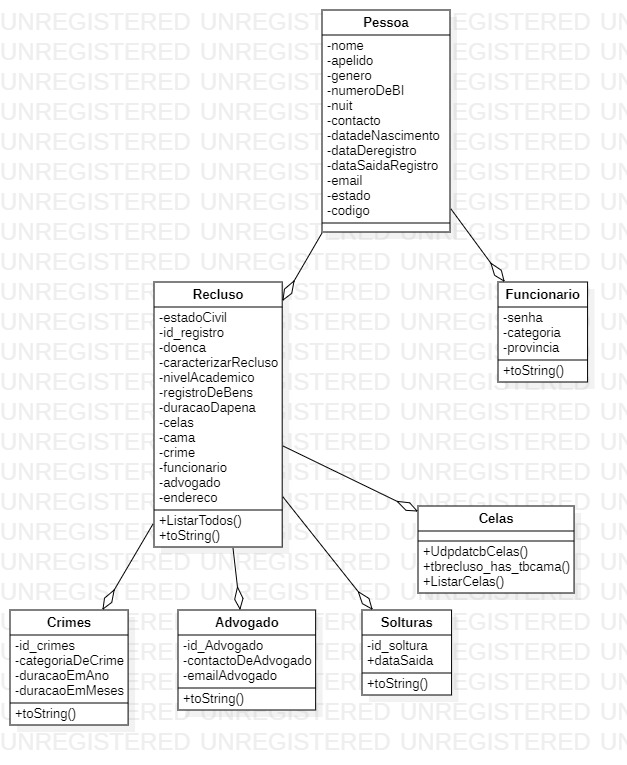 Pessoa
-nome
-apelido
-genero
-numeroDeBI
-nuit
-contacto
-datadeNascimento
-dataDeregistro
-dataSaidaRegistro
-email
-estado
-codigo
Recluso
-estadoCivil
-id_registro
-doenca
-caracterizarRecluso
-nivelAcademico
-registroDeBens
-duracaoDapena
-celas
-cama
-crime
-funcionario
-advogado
-endereco
+ListarTodos()
+toString()
Funcionario
-senha
-categoria
-provincia
+toString()
Celas
+UdpdatcbCelas()
+tbrecluso_has_tbcama()
+ListarCelas()
Crimes
-id_crimes
-categoriaDeCrime
-duracaoEmAno
-duracaoEmMeses
+toString()
Advogado
-id_Advogado
-contactoDeAdvogado
-emailAdvogado
+toString()
Solturas
-id_soltura
+dataSaida
+toString()
UNREGISTERED